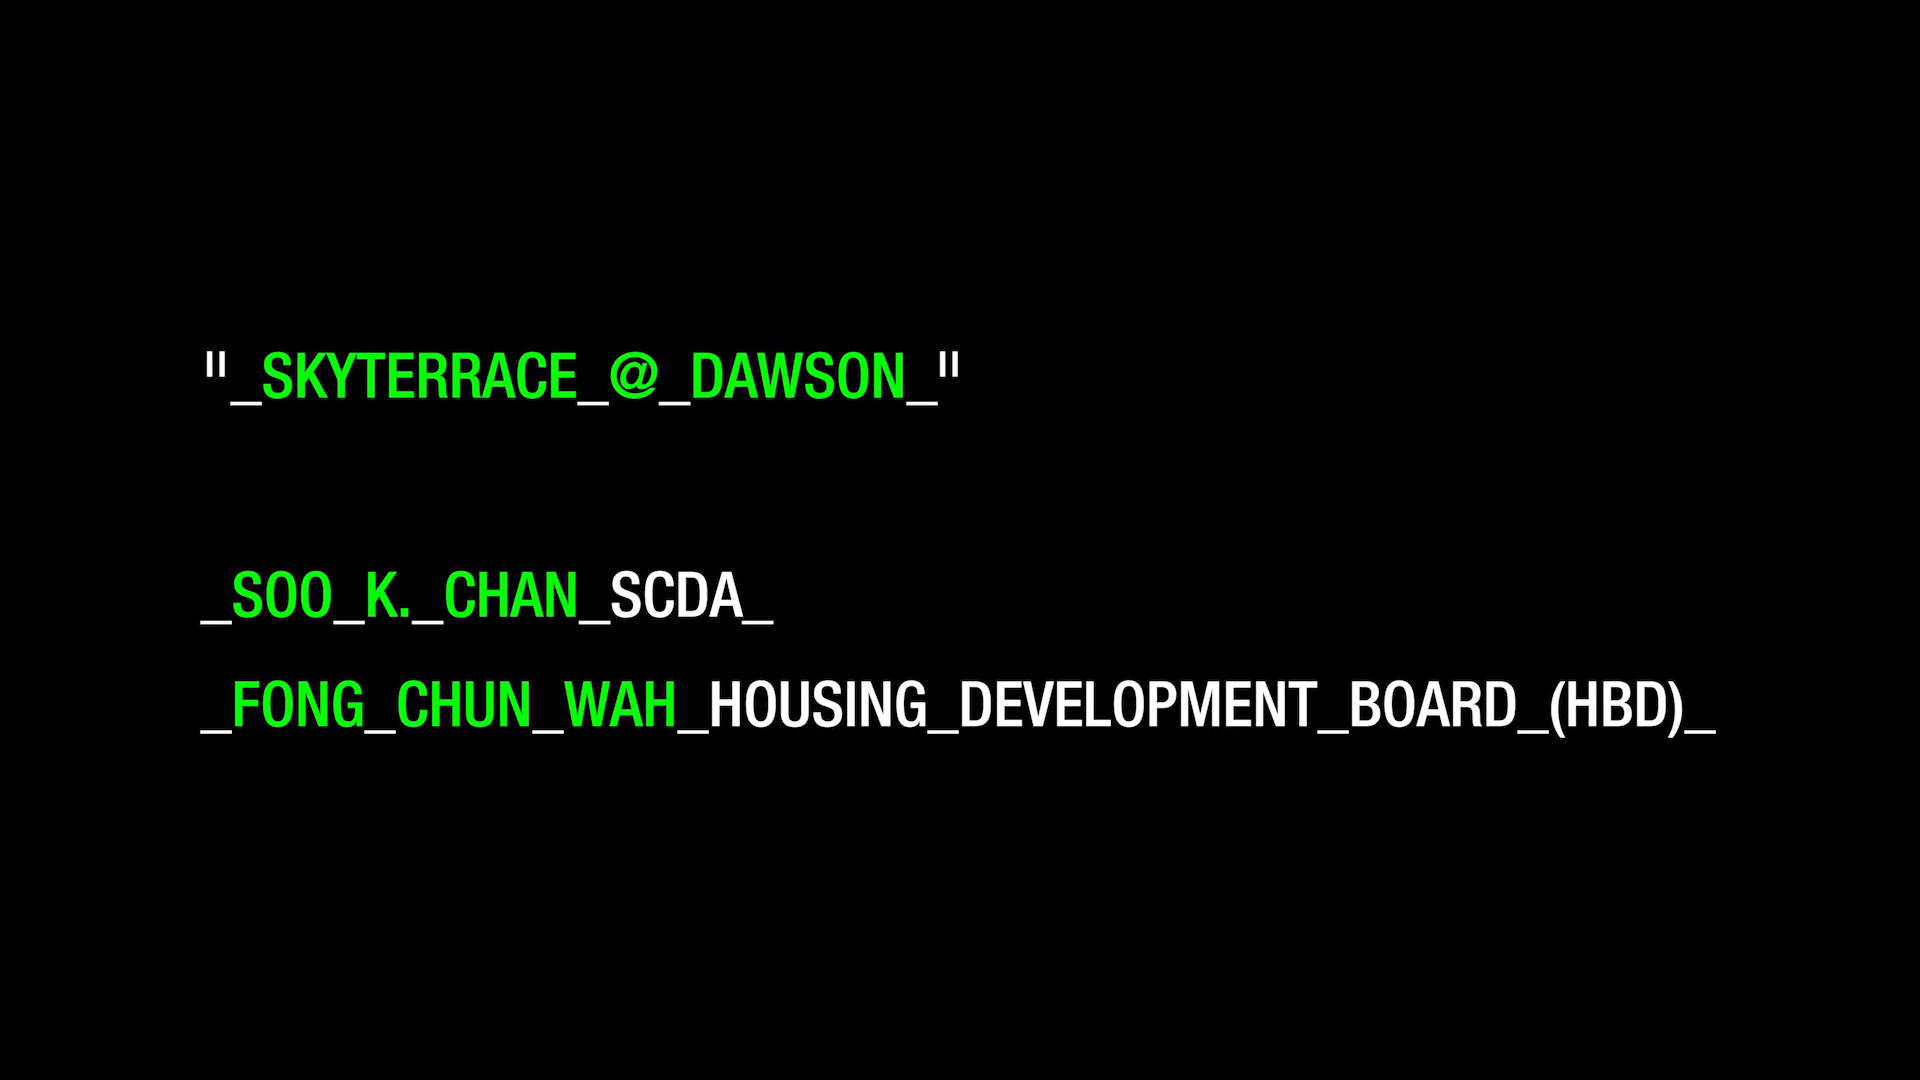 "_SKYTERRACE_@_DAWSON_"
_SOO_K._CHAN_SCDA_
_FONG_CHUN_WAH_HOUSING_DEVELOPMENT_BOARD_(HBD)_